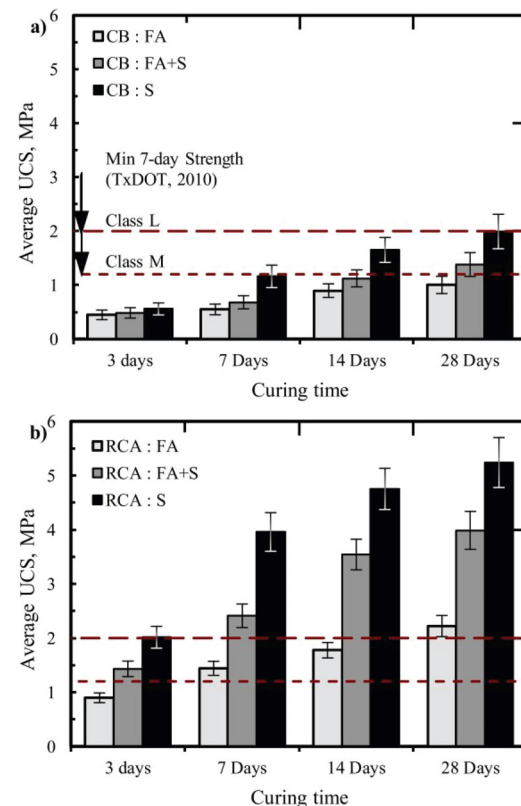 a)
CB : FA
CB : FA+S
CB : S
Min 7-day Strength
(TxDOT, 2010)
Class L
Class M
Average UCS, MPa
6
5
4
3
2
1
0
3 days 7 Days 14 Days 28 Days
Curing time
b)
RCA : FA
RCA : FA+S
RCA : S
Average UCS, MPa
6
5
4
3
2
1
0
3 days 7 Days 14 Days 28 Days
Curing time